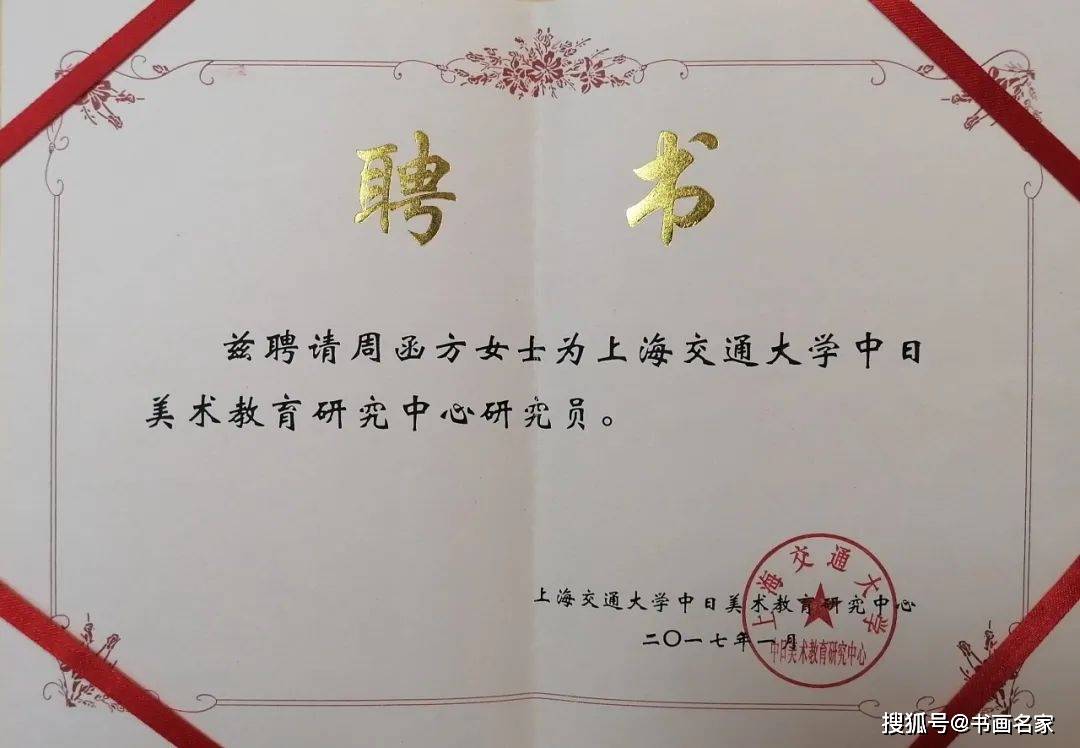 聘 书
兹聘请周函方女士为上海交通大学中日
美术教育研究中心研究员。
上海交通大学中日美术教育研究中心
二〇一七年一月
上海交通大学
中日美术教育研究中心
搜狐号@书画名家